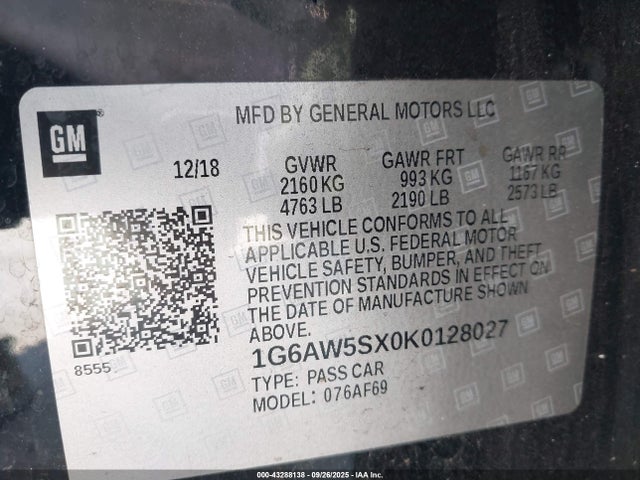 GM
®
MFD BY GENERAL MOTORS LLC
12/18 GVWR GAWR FRT GAWR RR
2160 KG 993 KG 1167 KG
4763 LB 2190 LB 2573 LB
THIS VEHICLE CONFORMS TO ALL
APPLICABLE U.S. FEDERAL MOTOR
VEHICLE SAFETY, BUMPER, AND THEFT
PREVENTION STANDARDS IN EFFECT ON
THE DATE OF MANUFACTURE SHOWN
ABOVE.
8555
1G6AW5SX0K0128027
TYPE: PASS CAR
MODEL: 076AF69
000-43288138 - 09/26/2025 - IAA Inc.